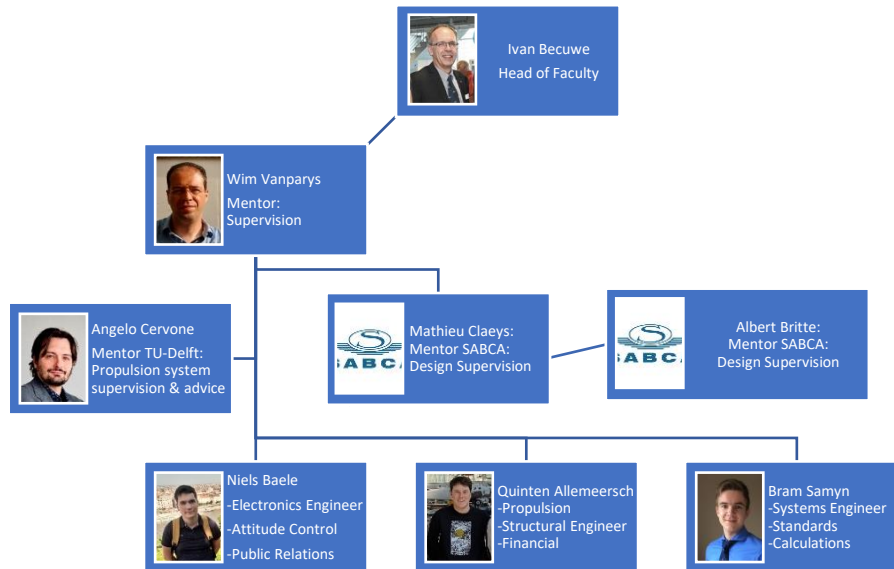 Ivan Becuwe
Head of Faculty
Wim Vanparys
Mentor:
Supervision
Angelo Cervone
Mentor TU-Delft:
Propulsion system
supervision & advice
SABCA
Mathieu Claeys:
Mentor SABCA:
Design Supervision
SABCA
Albert Britte:
Mentor SABCA:
Design Supervision
Niels Baele
-Electronics Engineer
-Attitude Control
-Public Relations
Quinten Allemeersch
-Propulsion
-Structural Engineer
-Financial
Bram Samyn
-Systems Engineer
-Standards
-Calculations